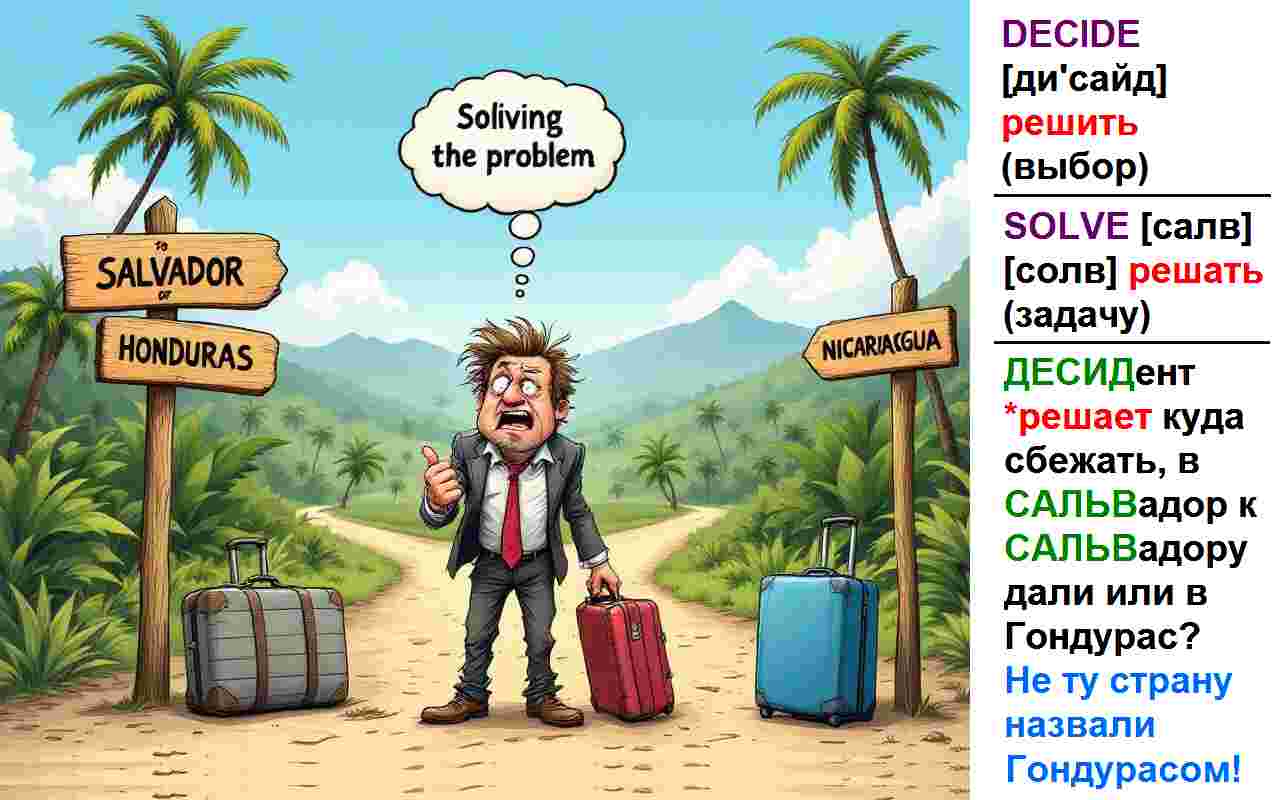 Soliving
the problem
TO
SALVADOR
or
HONDURAS
NICARIACGUA
DECIDE
[ди'сайд]
решить
(выбор)
SOLVE [салв]
[солв] решать
(задачу)
ДЕСИДент
*решает куда
сбежать, в
САЛЬВадор к
САЛЬВадору
дали или в
Гондурас?
Не ту страну
назвали
Гондурасом!